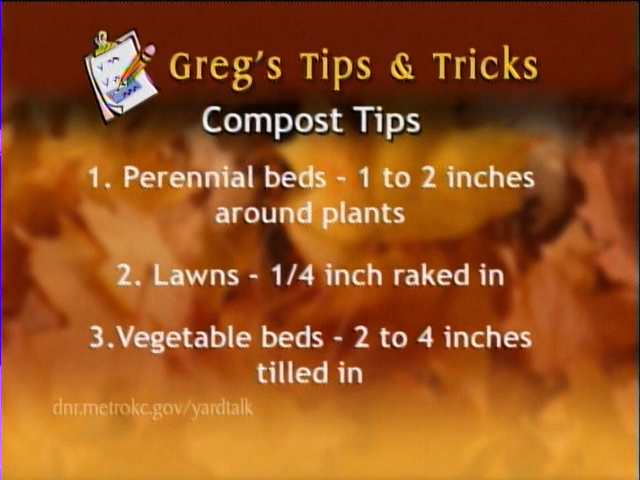 Greg's Tips & Tricks
Compost Tips
1. Perennial beds - 1 to 2 inches
around plants
2. Lawns - 1/4 inch raked in
3.Vegetable beds - 2 to 4 inches
tilled in
dnr.metrokc.gov/yardtalk